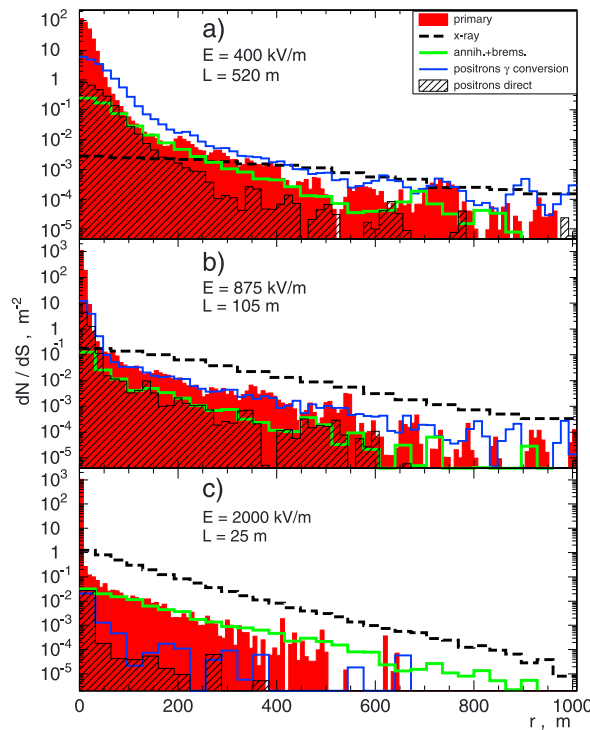 a)
E = 400 kV/m
L = 520 m
primary
x-ray
annih.+brems.
positrons γ conversion
positrons direct
10²
10
1
10⁻¹
10⁻²
10⁻³
10⁻⁴
10⁻⁵
b)
E = 875 kV/m
L = 105 m
10³
10²
10
1
10⁻¹
10⁻²
10⁻³
10⁻⁴
10⁻⁵
dN / dS , m⁻²
c)
E = 2000 kV/m
L = 25 m
10³
10²
10
1
10⁻¹
10⁻²
10⁻³
10⁻⁴
10⁻⁵
0 200 400 600 800 1000
r , m